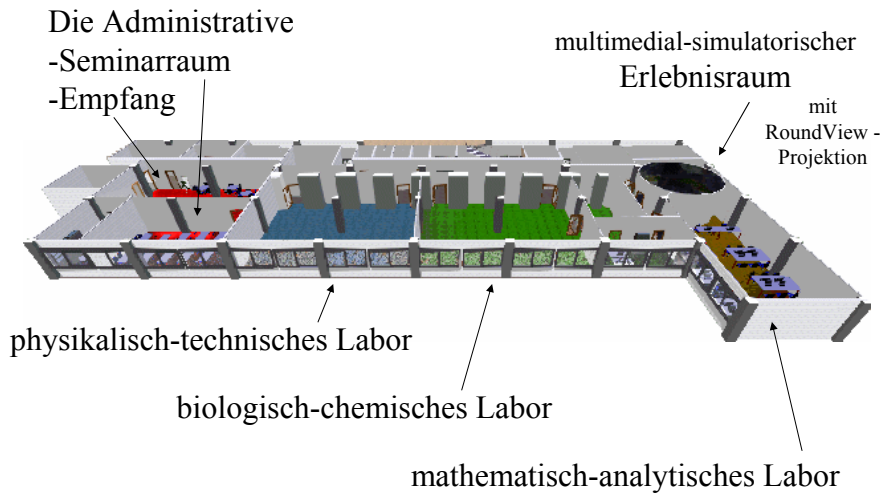 Die Administrative
-Seminarraum
-Empfang
multimedial-simulatorischer
Erlebnisraum
mit
RoundView -
Projektion
physikalisch-technisches Labor
biologisch-chemisches Labor
mathematisch-analytisches Labor